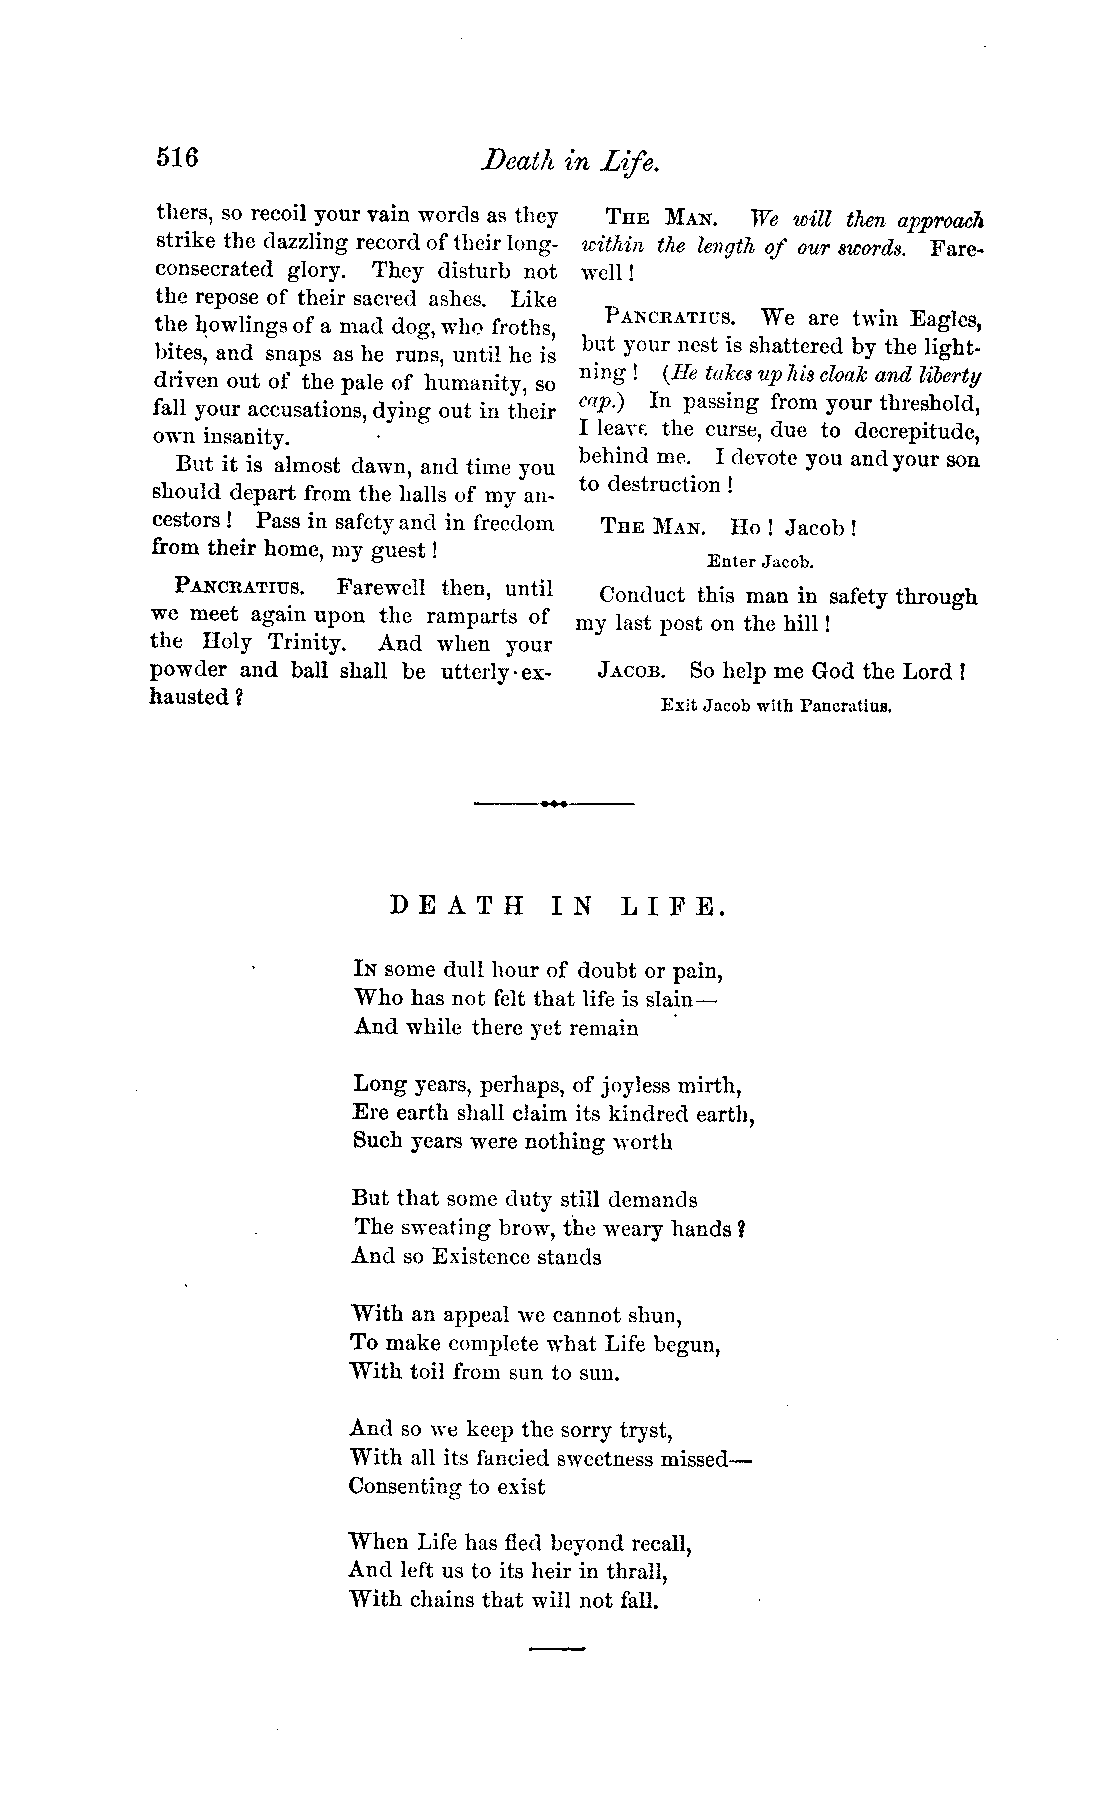 516
Death in Life.
thers, so recoil your vain words as they
strike the dazzling record of their long-
consecrated glory. They disturb not
the repose of their sacred ashes. Like
the howlings of a mad dog, who froths,
bites, and snaps as he runs, until he is
driven out of the pale of humanity, so
fall your accusations, dying out in their
own insanity.
But it is almost dawn, and time you
should depart from the halls of my an-
cestors! Pass in safety and in freedom
from their home, my guest!
PANCRATIUS. Farewell then, until
we meet again upon the ramparts of
the Holy Trinity. And when your
powder and ball shall be utterly ex-
hausted?
THE MAN. We will then approach
within the length of our swords. Fare-
well!
PANCRATIUS. We are twin Eagles,
but your nest is shattered by the light-
ning! (He takes up his cloak and liberty
cap.) In passing from your threshold,
I leave the curse, due to decrepitude,
behind me. I devote you and your son
to destruction!
THE MAN. Ho! Jacob!
Enter Jacob.
Conduct this man in safety through
my last post on the hill!
JACOB. So help me God the Lord!
Exit Jacob with Pancratius.
DEATH IN LIFE.
IN some dull hour of doubt or pain,
Who has not felt that life is slain—
And while there yet remain
Long years, perhaps, of joyless mirth,
Ere earth shall claim its kindred earth,
Such years were nothing worth
But that some duty still demands
The sweating brow, the weary hands?
And so Existence stands
With an appeal we cannot shun,
To make complete what Life begun,
With toil from sun to sun.
And so we keep the sorry tryst,
With all its fancied sweetness missed—
Consenting to exist
When Life has fled beyond recall,
And left us to its heir in thrall,
With chains that will not fall.